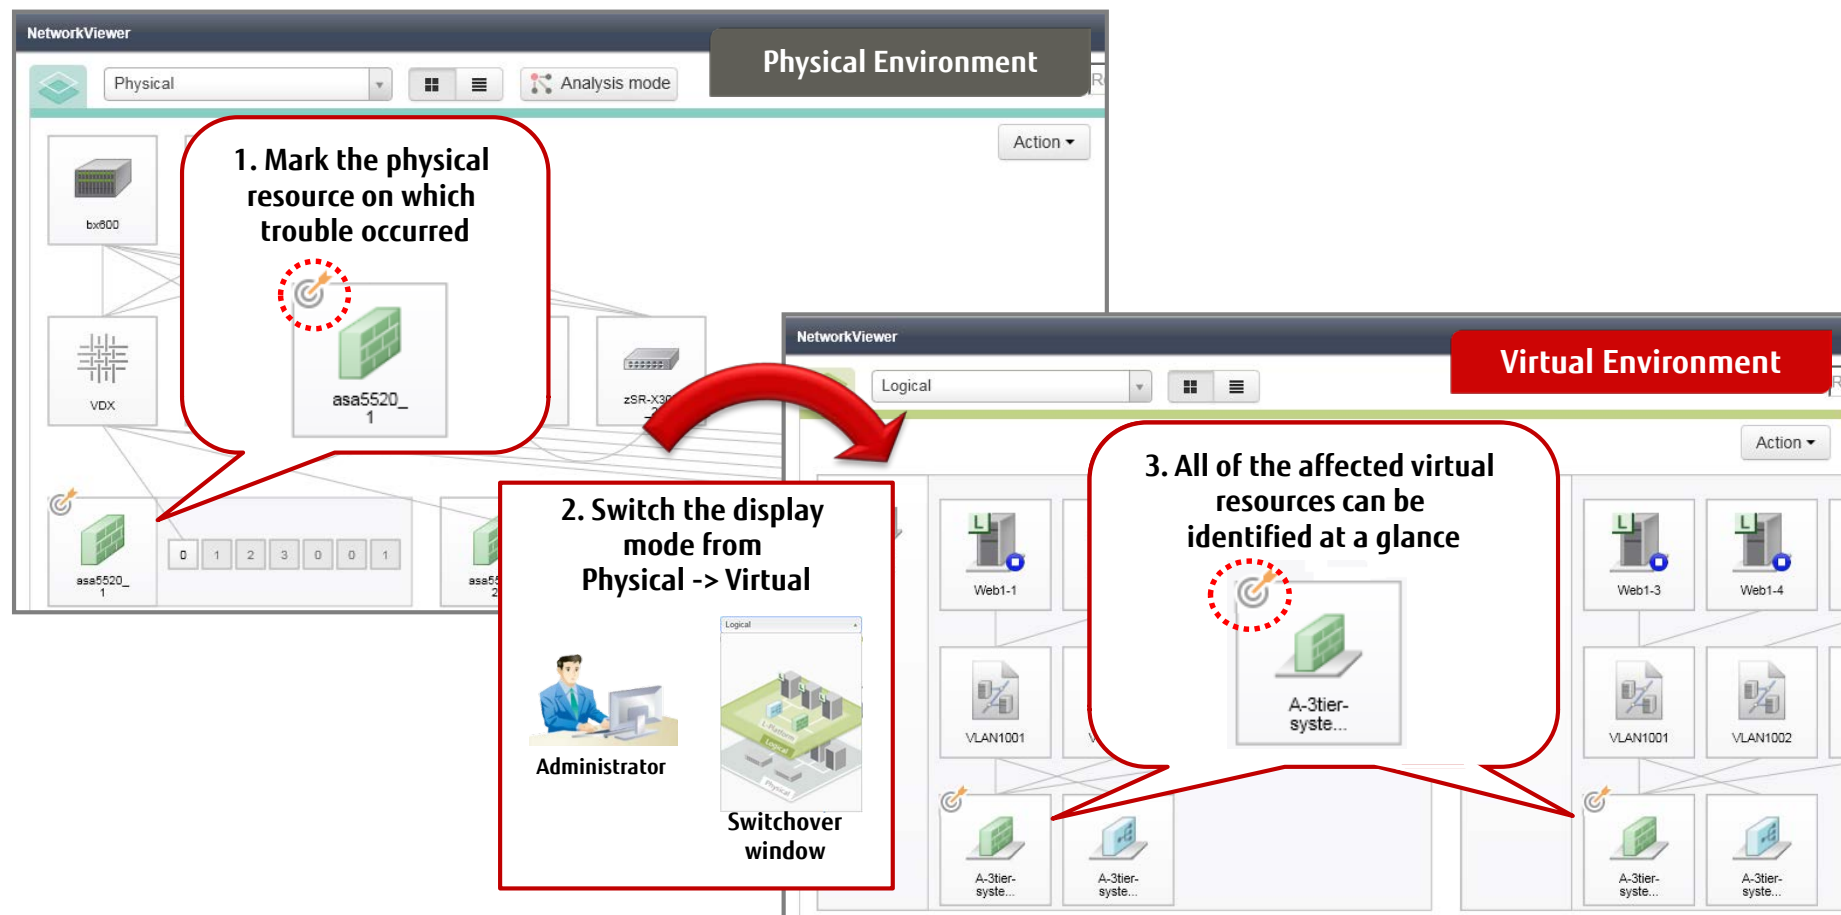 NetworkViewer
Physical Environment
Physical
Analysis mode
Action
bx600
1. Mark the physical
resource on which
trouble occurred
asa5520_
1
VDX
asa5520_
1
0 1 2 3 0 0 1
NetworkViewer
Virtual Environment
Logical
Action
2. Switch the display
mode from
Physical -> Virtual
Logical
L-Platform
Logical
Physical
Administrator
Switchover
window
3. All of the affected virtual
resources can be
identified at a glance
A-3tier-
syste...
L
Web1-1
L
Web1-3
L
Web1-4
VLAN1001
VLAN1001
VLAN1002
A-3tier-
syste...
A-3tier-
syste...
A-3tier-
syste...
A-3tier-
syste...